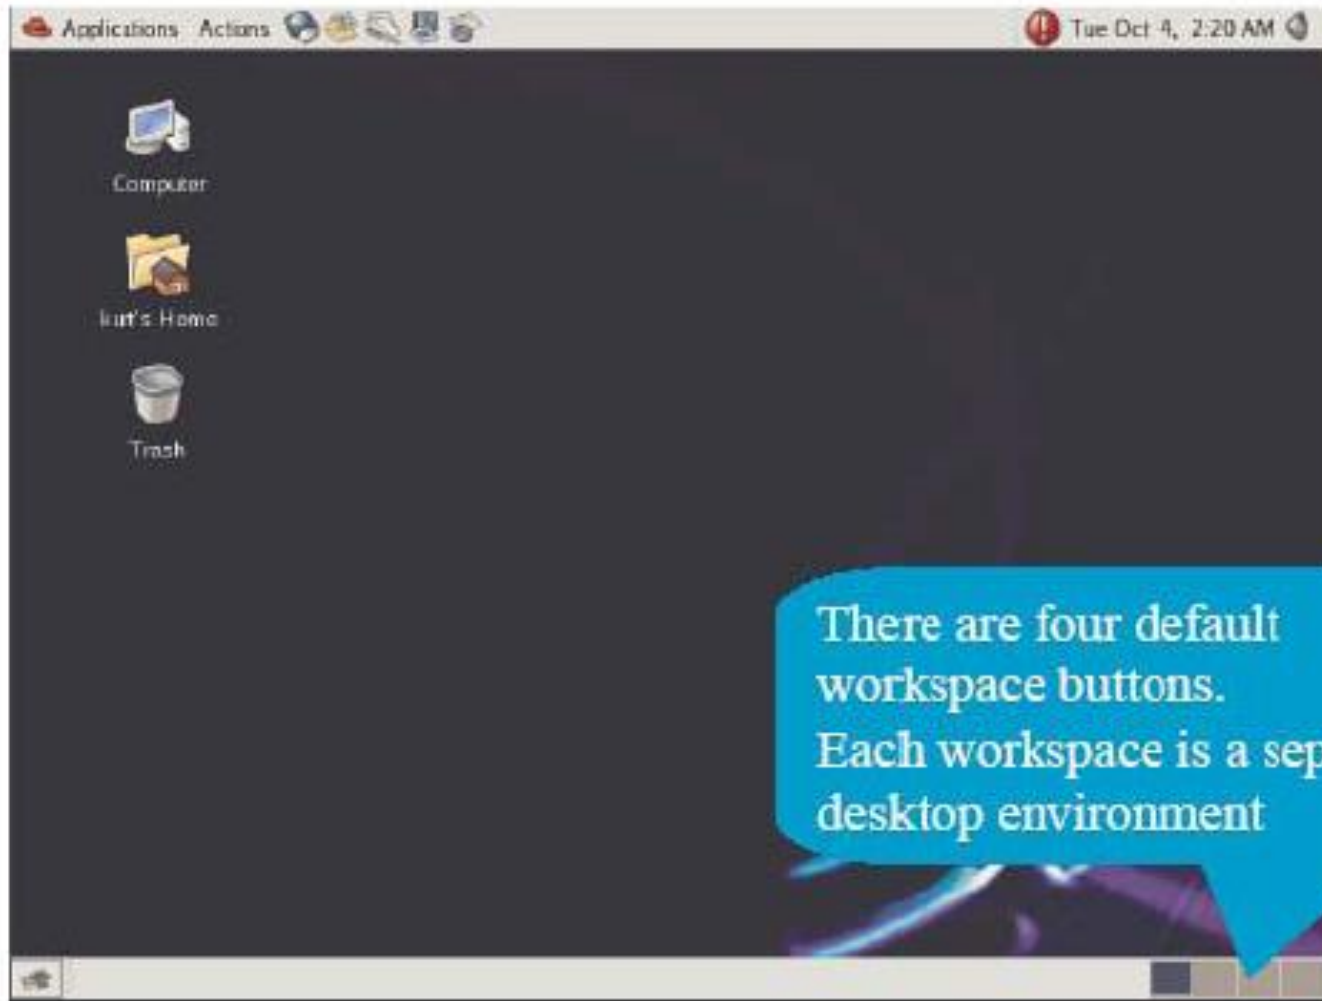 Applications Actions Tue Oct 4, 2:20 AM
Computer
kurt's Home
Trash
There are four default
workspace buttons.
Each workspace is a sep
desktop environment